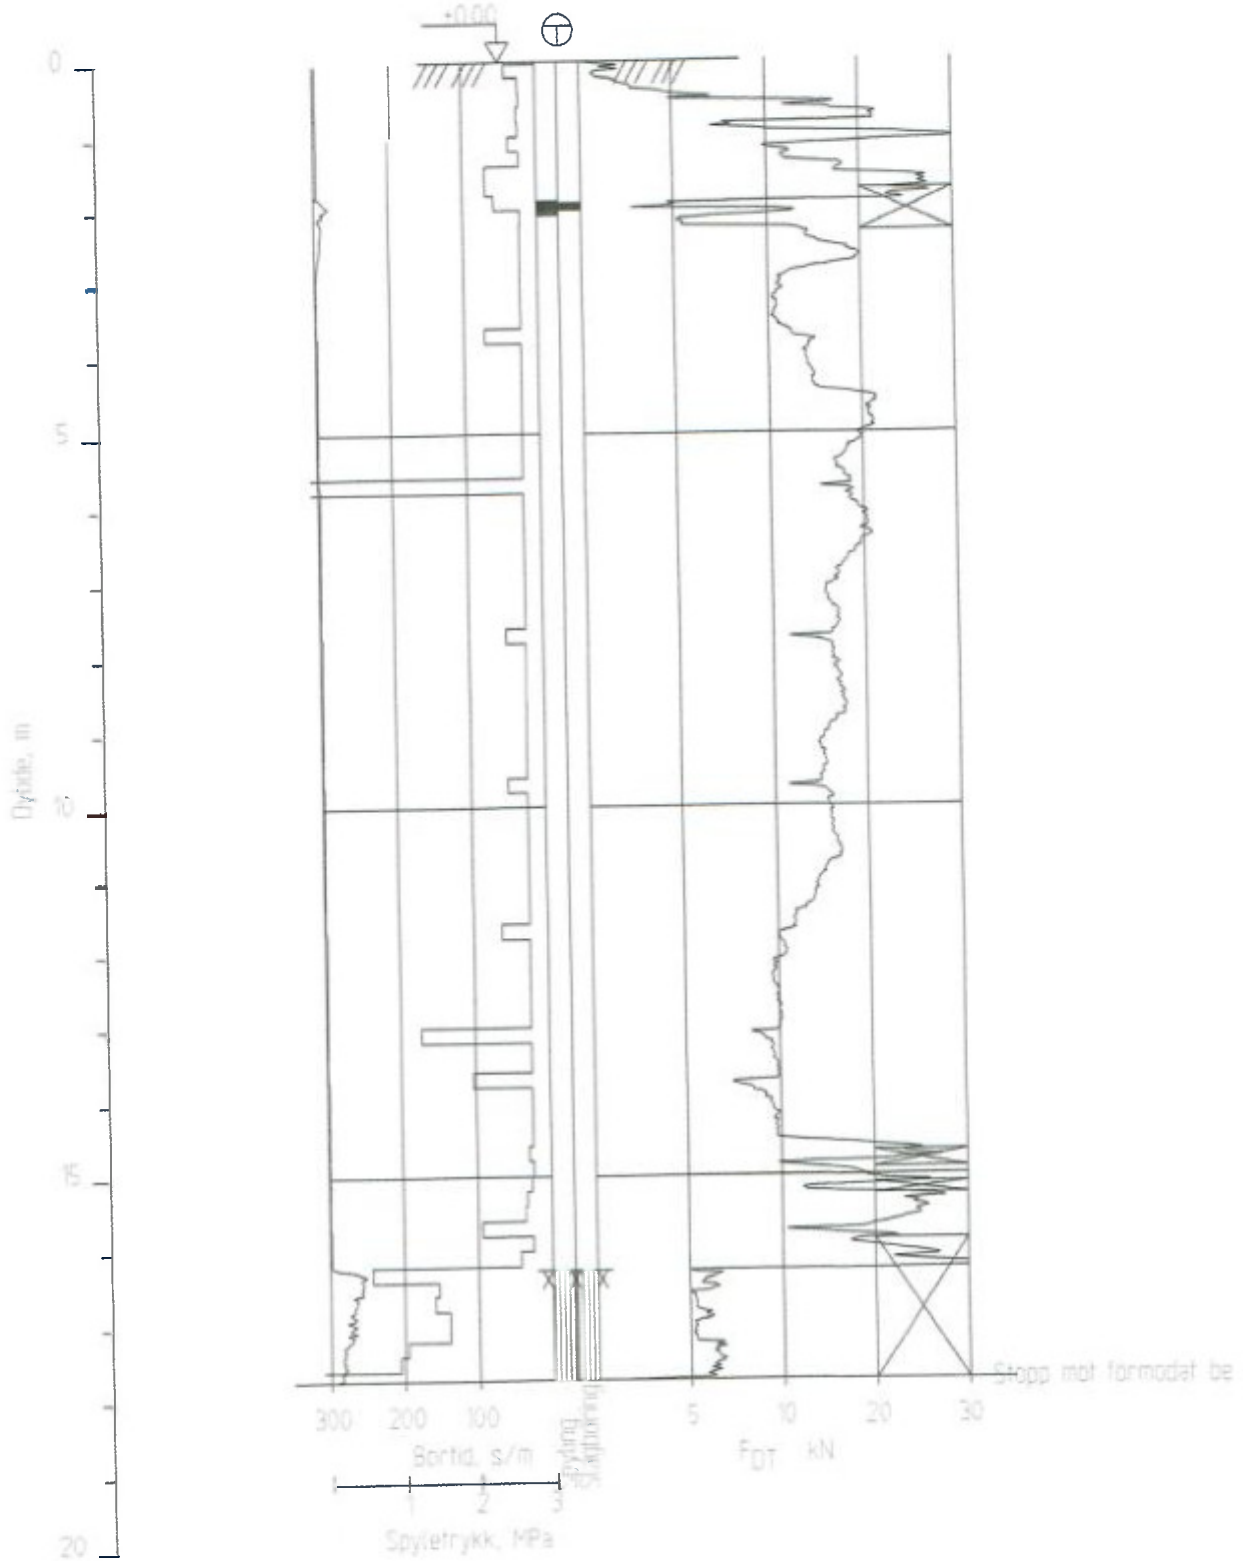 +0.00
0
5
10
15
20
Dybde, m
Stopp mot formodet be
300 200 100
5 10 20 30
Bortid, s/m
Spyling
Slagboring
F_DT kN
1 2 3
Spyletrykk, MPa